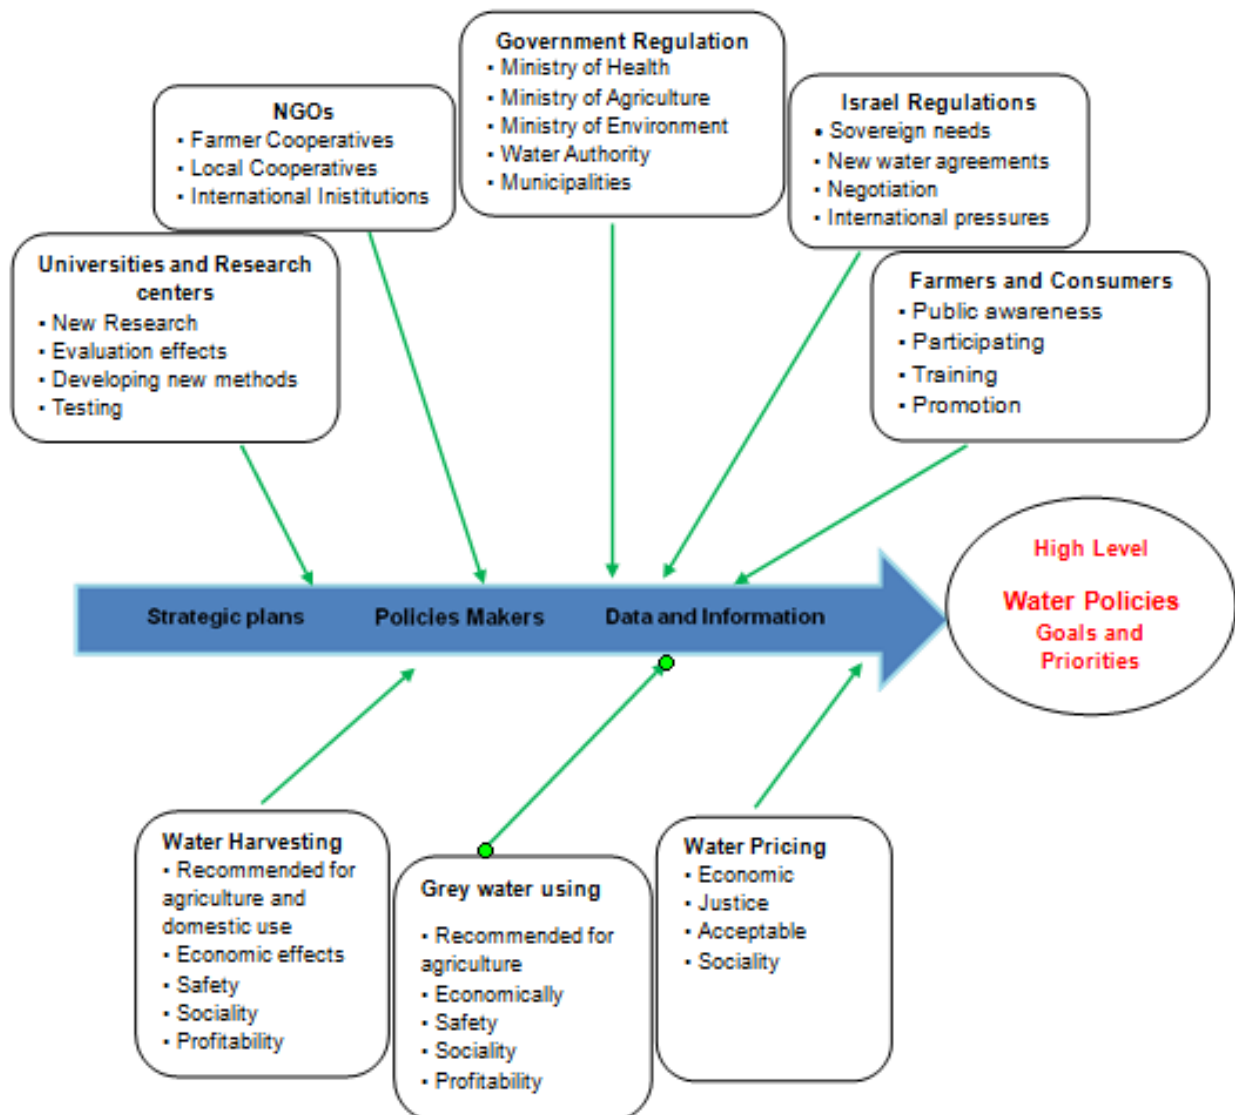 Government Regulation
▪ Ministry of Health
▪ Ministry of Agriculture
▪ Ministry of Environment
▪ Water Authority
▪ Municipalities
NGOs
▪ Farmer Cooperatives
▪ Local Cooperatives
▪ International Inistitutions
Israel Regulations
• Sovereign needs
▪ New water agreements
▪ Negotiation
▪ International pressures
Universities and Research
centers
▪ New Research
▪ Evaluation effects
▪ Developing new methods
▪ Testing
Farmers and Consumers
▪ Public awareness
▪ Participating
▪ Training
▪ Promotion
Strategic plans
Policies Makers
Data and Information
High Level
Water Policies
Goals and
Priorities
Water Harvesting
▪ Recommended for
agriculture and
domestic use
▪ Economic effects
▪ Safety
▪ Sociality
▪ Profitability
Grey water using
▪ Recommended for
agriculture
▪ Economically
▪ Safety
▪ Sociality
▪ Profitability
Water Pricing
▪ Economic
▪ Justice
▪ Acceptable
▪ Sociality